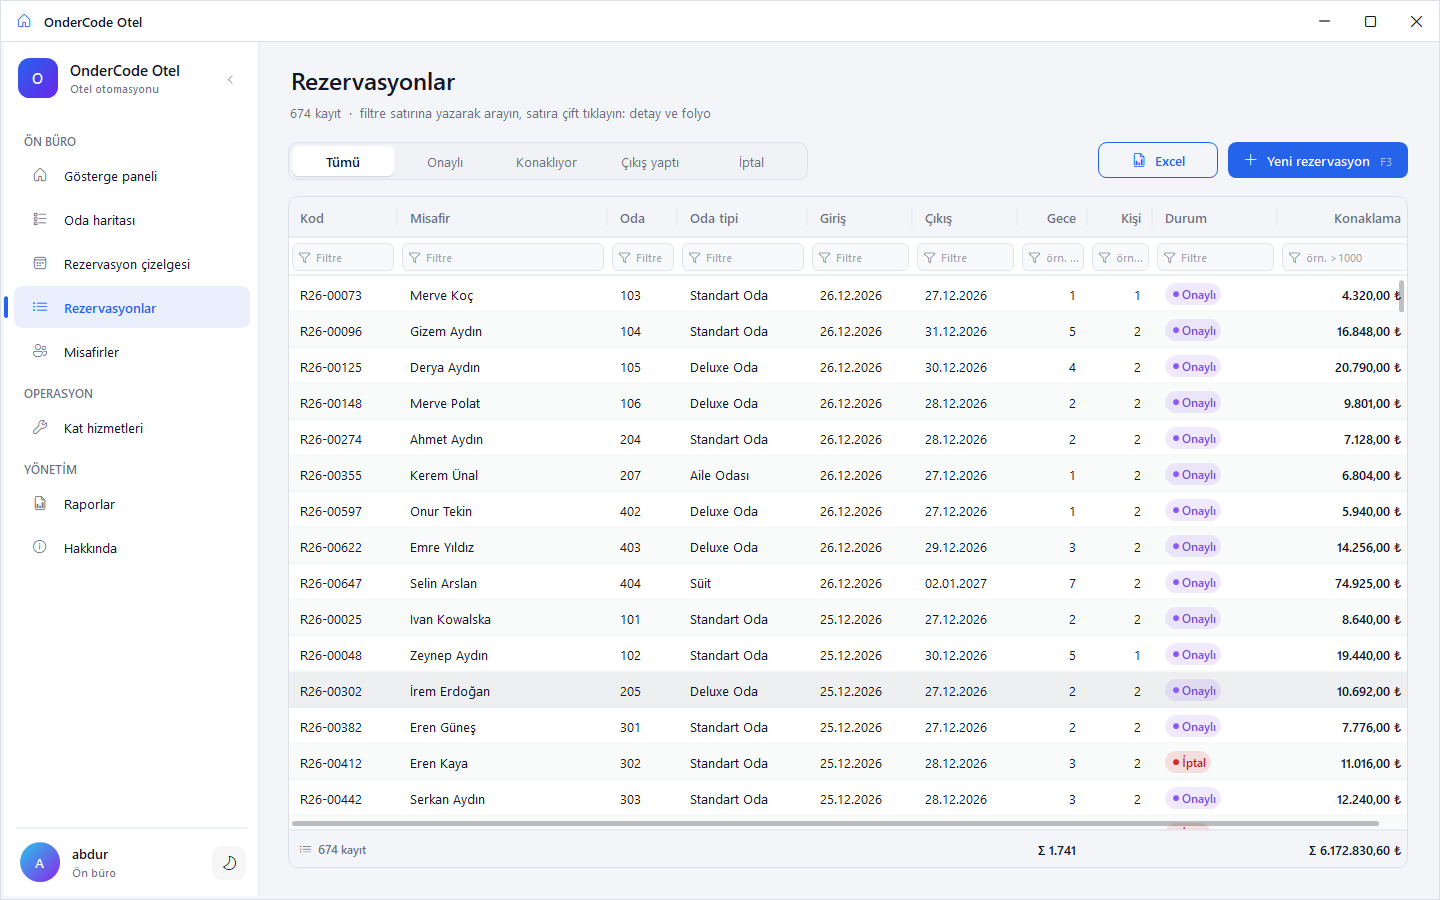 OnderCode Otel
O
OnderCode Otel
Otel otomasyonu
ÖN BÜRO
Gösterge paneli
Oda haritası
Rezervasyon çizelgesi
Rezervasyonlar
Misafirler
OPERASYON
Kat hizmetleri
YÖNETİM
Raporlar
Hakkında
A
abdur
Ön büro
Rezervasyonlar
674 kayıt · filtre satırına yazarak arayın, satıra çift tıklayın: detay ve folyo
Tümü Onaylı Konaklıyor Çıkış yaptı İptal
Excel
Yeni rezervasyon F3
Kod Misafir Oda Oda tipi Giriş Çıkış Gece Kişi Durum Konaklama
Filtre Filtre Filtre Filtre Filtre Filtre örn. ... örn... Filtre örn. >1000
R26-00073 Merve Koç 103 Standart Oda 26.12.2026 27.12.2026 1 1 Onaylı 4.320,00 ₺
R26-00096 Gizem Aydın 104 Standart Oda 26.12.2026 31.12.2026 5 2 Onaylı 16.848,00 ₺
R26-00125 Derya Aydın 105 Deluxe Oda 26.12.2026 30.12.2026 4 2 Onaylı 20.790,00 ₺
R26-00148 Merve Polat 106 Deluxe Oda 26.12.2026 28.12.2026 2 2 Onaylı 9.801,00 ₺
R26-00274 Ahmet Aydın 204 Standart Oda 26.12.2026 28.12.2026 2 2 Onaylı 7.128,00 ₺
R26-00355 Kerem Ünal 207 Aile Odası 26.12.2026 27.12.2026 1 2 Onaylı 6.804,00 ₺
R26-00597 Onur Tekin 402 Deluxe Oda 26.12.2026 27.12.2026 1 2 Onaylı 5.940,00 ₺
R26-00622 Emre Yıldız 403 Deluxe Oda 26.12.2026 29.12.2026 3 2 Onaylı 14.256,00 ₺
R26-00647 Selin Arslan 404 Süit 26.12.2026 02.01.2027 7 2 Onaylı 74.925,00 ₺
R26-00025 Ivan Kowalska 101 Standart Oda 25.12.2026 27.12.2026 2 2 Onaylı 8.640,00 ₺
R26-00048 Zeynep Aydın 102 Standart Oda 25.12.2026 30.12.2026 5 1 Onaylı 19.440,00 ₺
R26-00302 İrem Erdoğan 205 Deluxe Oda 25.12.2026 27.12.2026 2 2 Onaylı 10.692,00 ₺
R26-00382 Eren Güneş 301 Standart Oda 25.12.2026 27.12.2026 2 2 Onaylı 7.776,00 ₺
R26-00412 Eren Kaya 302 Standart Oda 25.12.2026 28.12.2026 3 2 İptal 11.016,00 ₺
R26-00442 Serkan Aydın 303 Standart Oda 25.12.2026 28.12.2026 3 2 Onaylı 12.240,00 ₺
674 kayıt Σ 1.741 Σ 6.172.830,60 ₺